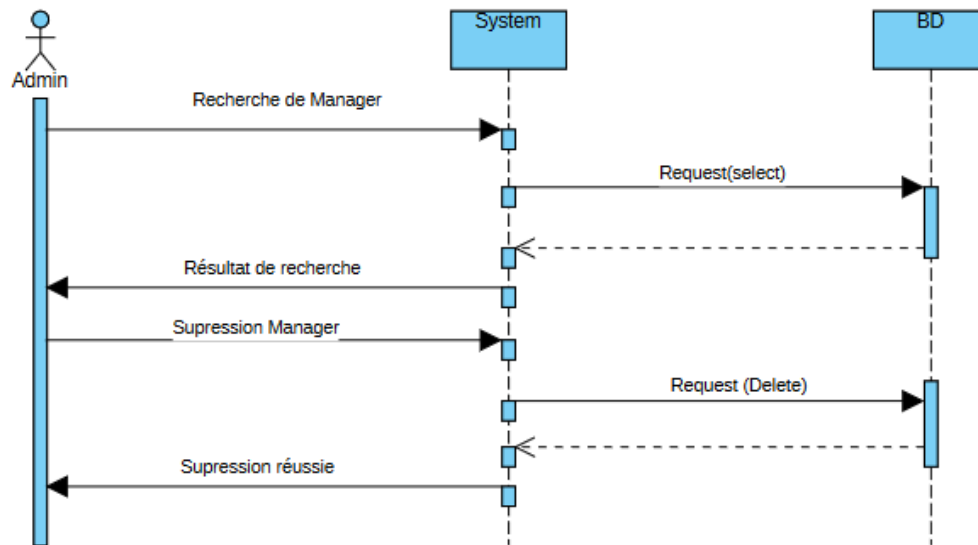 System
BD
Admin
Recherche de Manager
Request(select)
Résultat de recherche
Supression Manager
Request (Delete)
Supression réussie